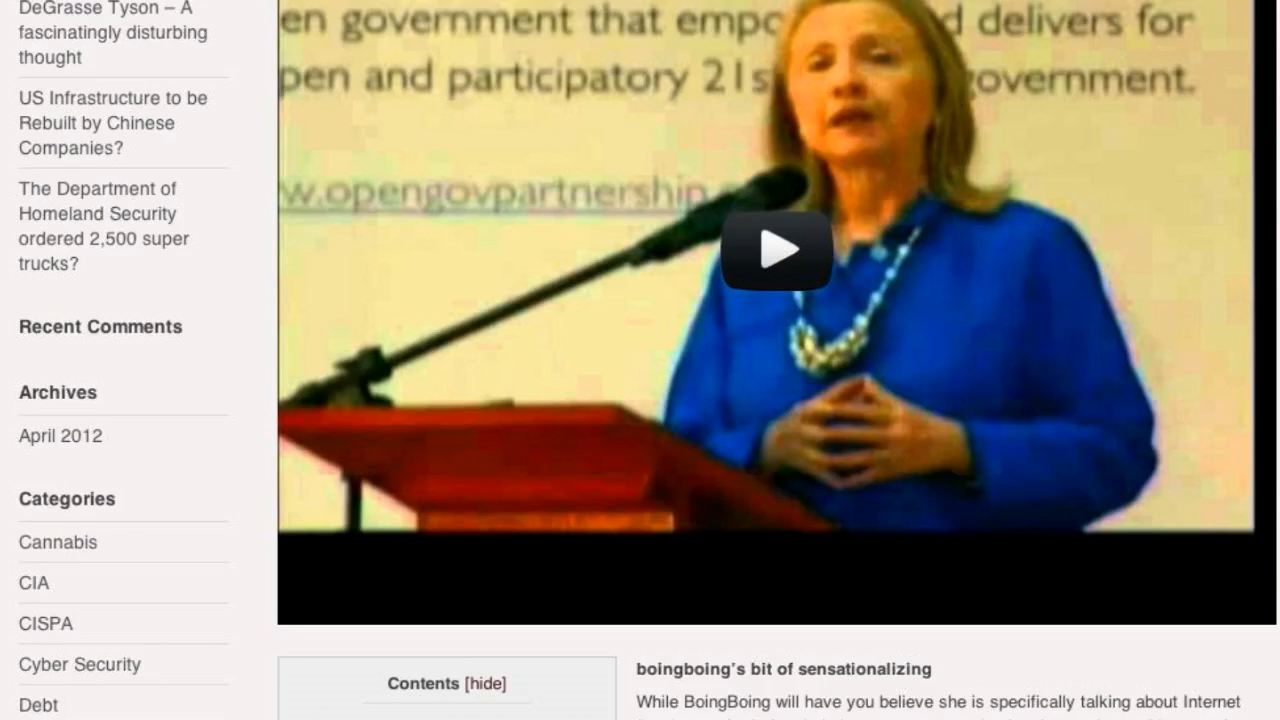 DeGrasse Tyson – A
fascinatingly disturbing
thought
US Infrastructure to be
Rebuilt by Chinese
Companies?
The Department of
Homeland Security
ordered 2,500 super
trucks?
Recent Comments
Archives
April 2012
Categories
Cannabis
CIA
CISPA
Cyber Security
Debt
en government that delivers for
pen and participatory government.
w.opengovpartnership
Contents [hide]
boingboing’s bit of sensationalizing
While BoingBoing will have you believe she is specifically talking about Internet